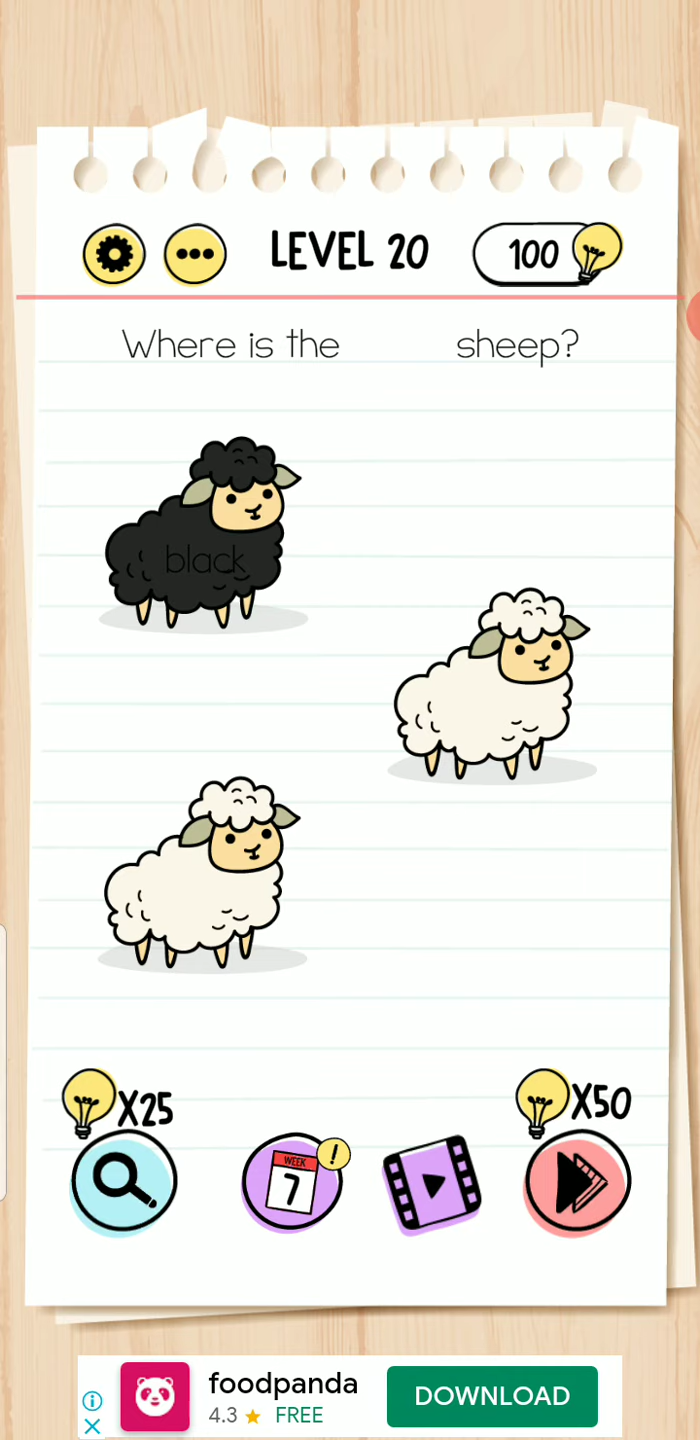 LEVEL 20
100
Where is the sheep?
black
X25
X50
WEEK
7
!
foodpanda
4.3 FREE
DOWNLOAD